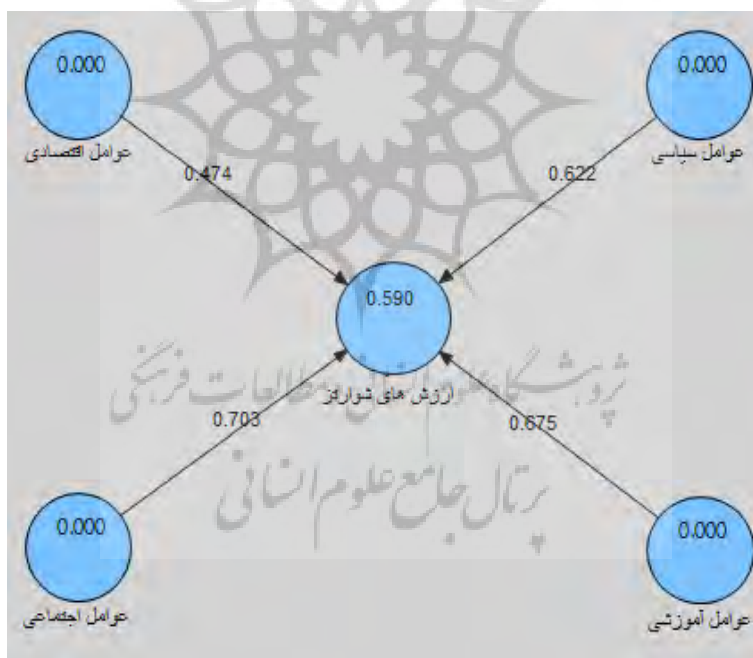 0.000
0.000
عوامل سیاسی
عوامل اقتصادی
0.622
0.474
0.590
ارزش های شوارتز
پژوهشگاه علوم انسانی و مطالعات فرهنگی
0.675
0.703
پرتال جامع علوم انسانی
0.000
0.000
عوامل آموزشی
عوامل اجتماعی